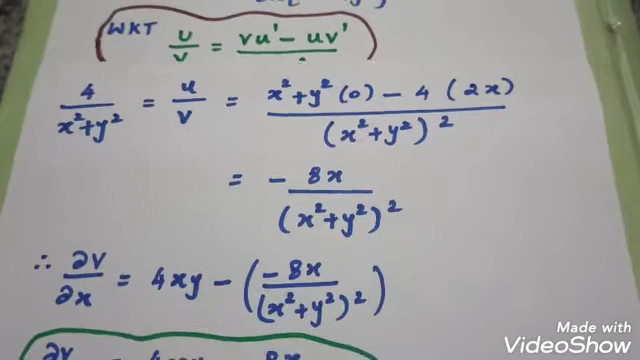 WKT u/v = vu' - uv'/
4/x²+y² = u/v = x²+y²(0) - 4(2x)/(x²+y²)²
= - 8x/(x²+y²)²
∴ ∂v/∂x = 4xy - (-8x/(x²+y²)²)
∂v 8x
Made with
VideoShow